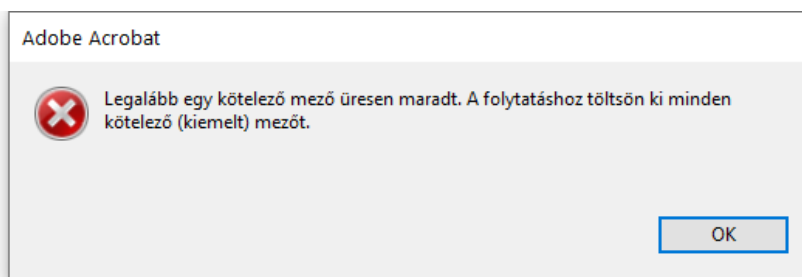 Adobe Acrobat
Legalább egy kötelező mező üresen maradt. A folytatáshoz töltsön ki minden
kötelező (kiemelt) mezőt.
OK